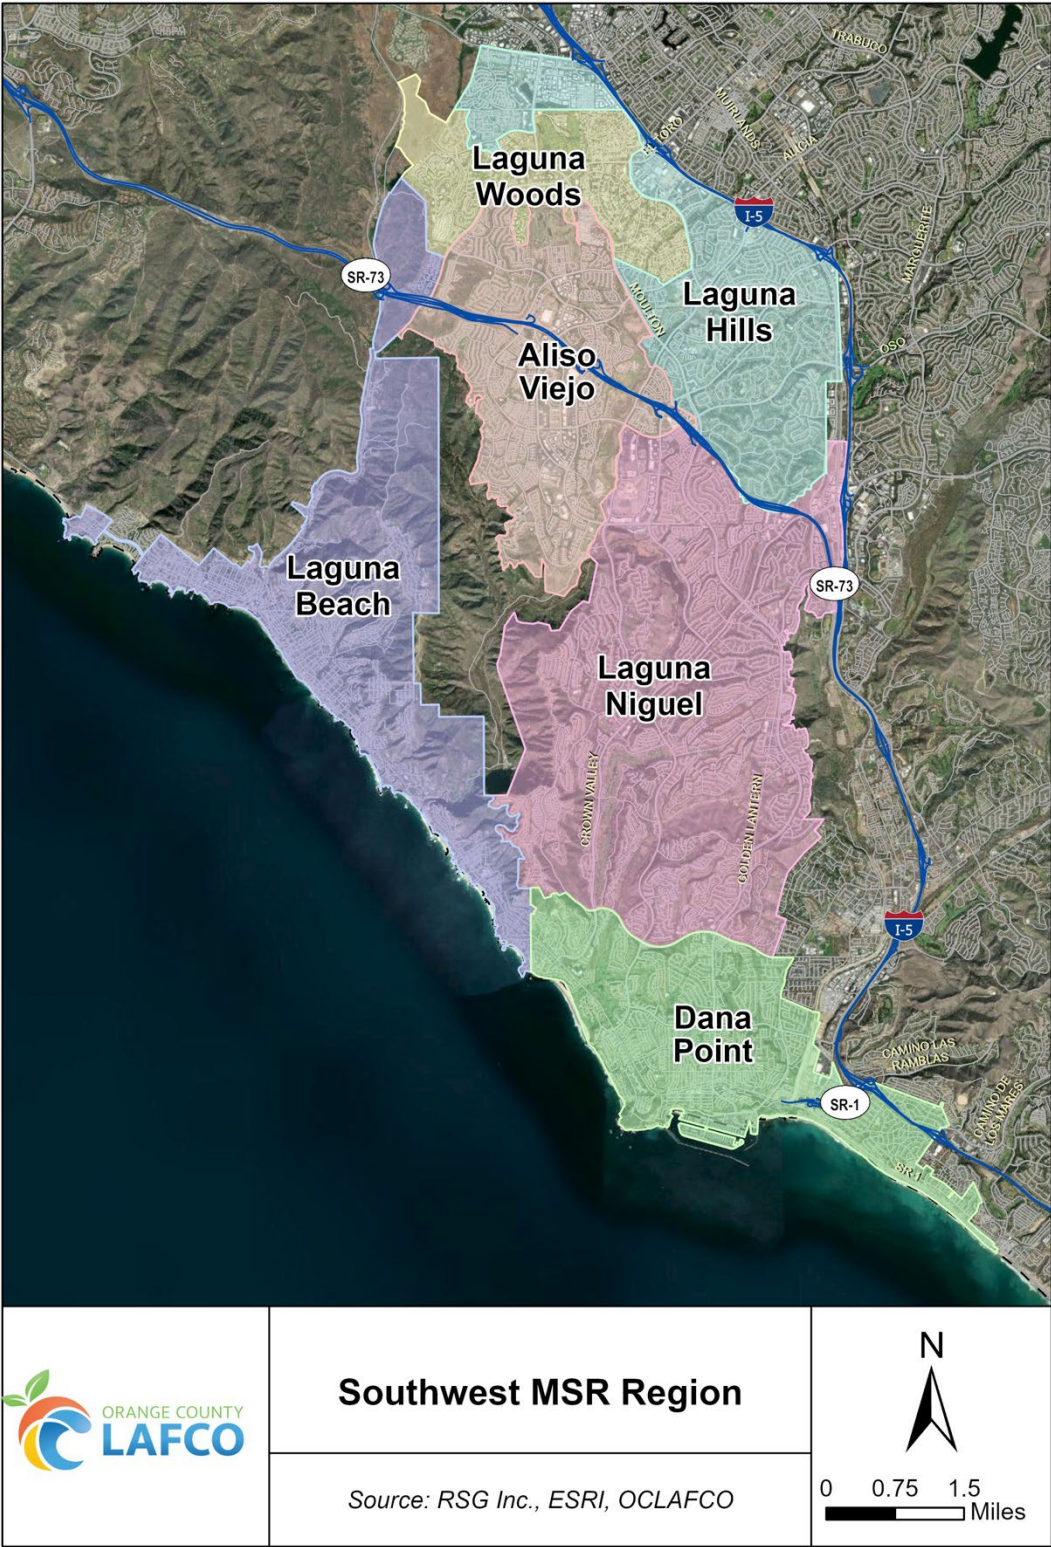 TRABUCO
MUIRLANDS
EL TORO
ALICIA
Laguna
Woods
I-5
MARGUERITE
SR-73
MOULTON
Laguna
Hills
OSO
Aliso
Viejo
Laguna
Beach
SR-73
Laguna
Niguel
CROWN VALLEY
GOLDEN LANTERN
I-5
Dana
Point
CAMINO LAS
RAMBLAS
CAMINO DE
LOS MARES
SR-1
SR-1
ORANGE COUNTY
LAFCO
Southwest MSR Region
Source: RSG Inc., ESRI, OCLAFCO
N
0 0.75 1.5
Miles